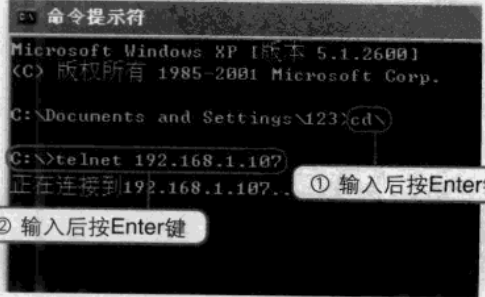 命令提示符
Microsoft Windows XP [版本 5.1.2600]
(C) 版权所有 1985-2001 Microsoft Corp.
C:\Documents and Settings\123>cd\
C:\>telnet 192.168.1.107
正在连接到192.168.1.107..
① 输入后按Enter
② 输入后按Enter键